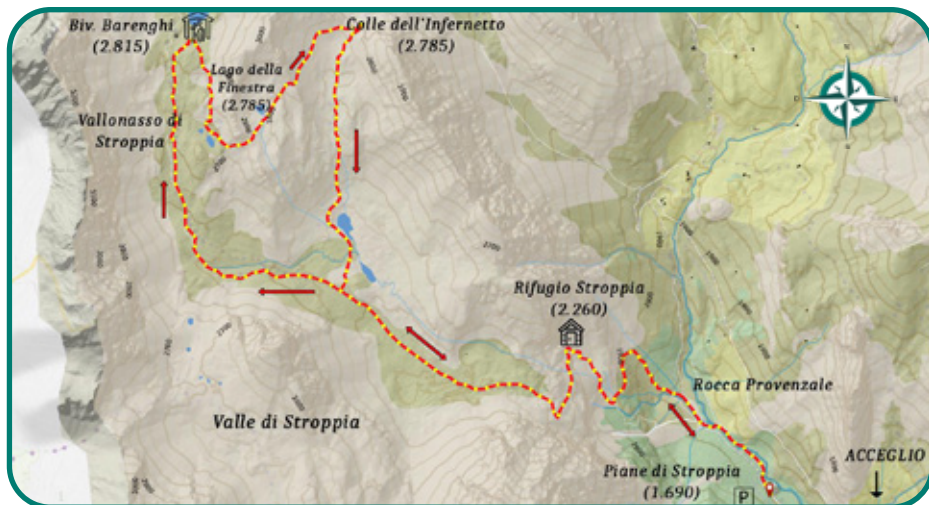 Biv. Barenghi
(2.815)
Colle dell'Infernetto
(2.785)
Lago della
Finestra
(2.785)
Vallonasso di
Stroppia
Rifugio Stroppia
(2.260)
Rocca Provenzale
Valle di Stroppia
Piane di Stroppia
(1.690)
ACCEGLIO
P